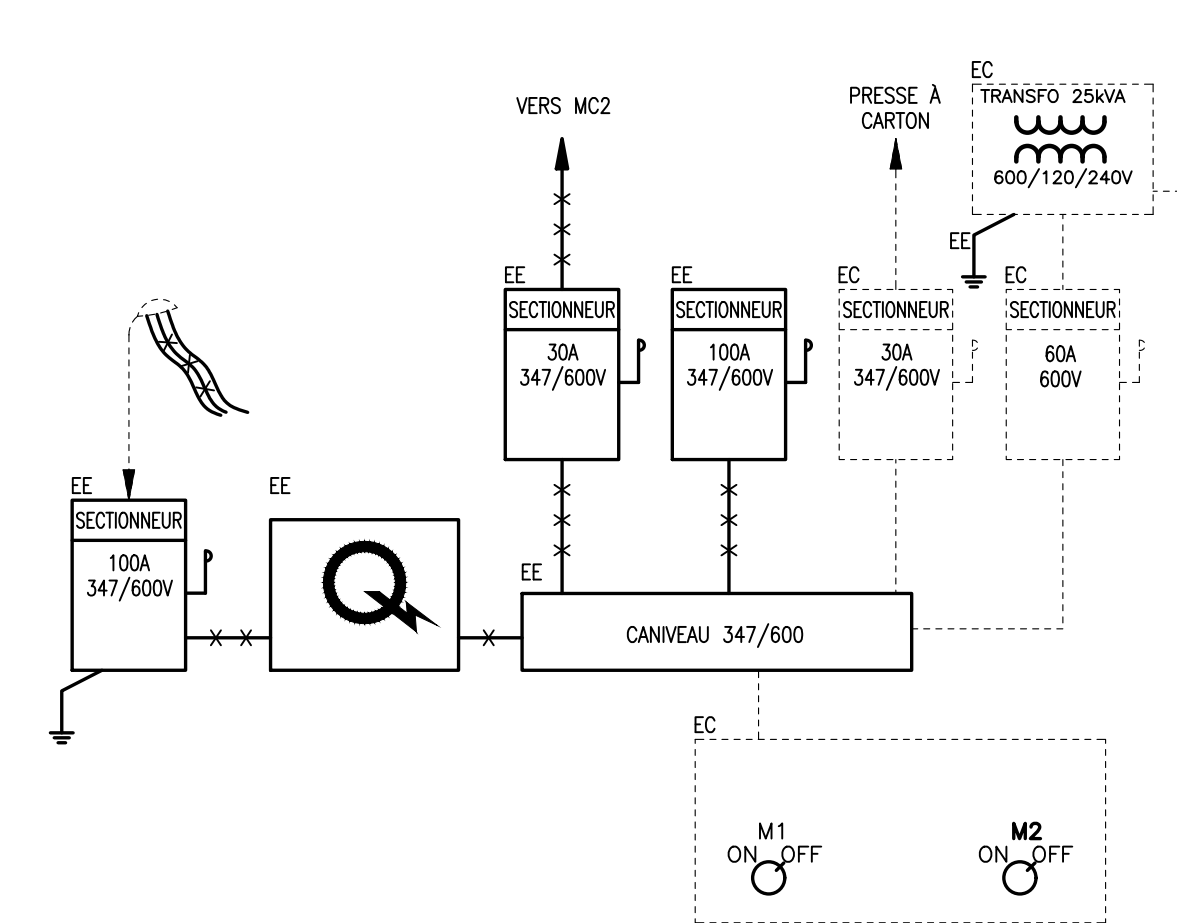 EC
TRANSFO 25kVA
600/120/240V
VERS MC2
PRESSE À
CARTON
EE
EE
SECTIONNEUR
30A
347/600V
EE
SECTIONNEUR
100A
347/600V
EC
SECTIONNEUR
30A
347/600V
EC
SECTIONNEUR
60A
600V
EE
SECTIONNEUR
100A
347/600V
EE
EE
CANIVEAU 347/600
EC
M1
ON OFF
M2
ON OFF